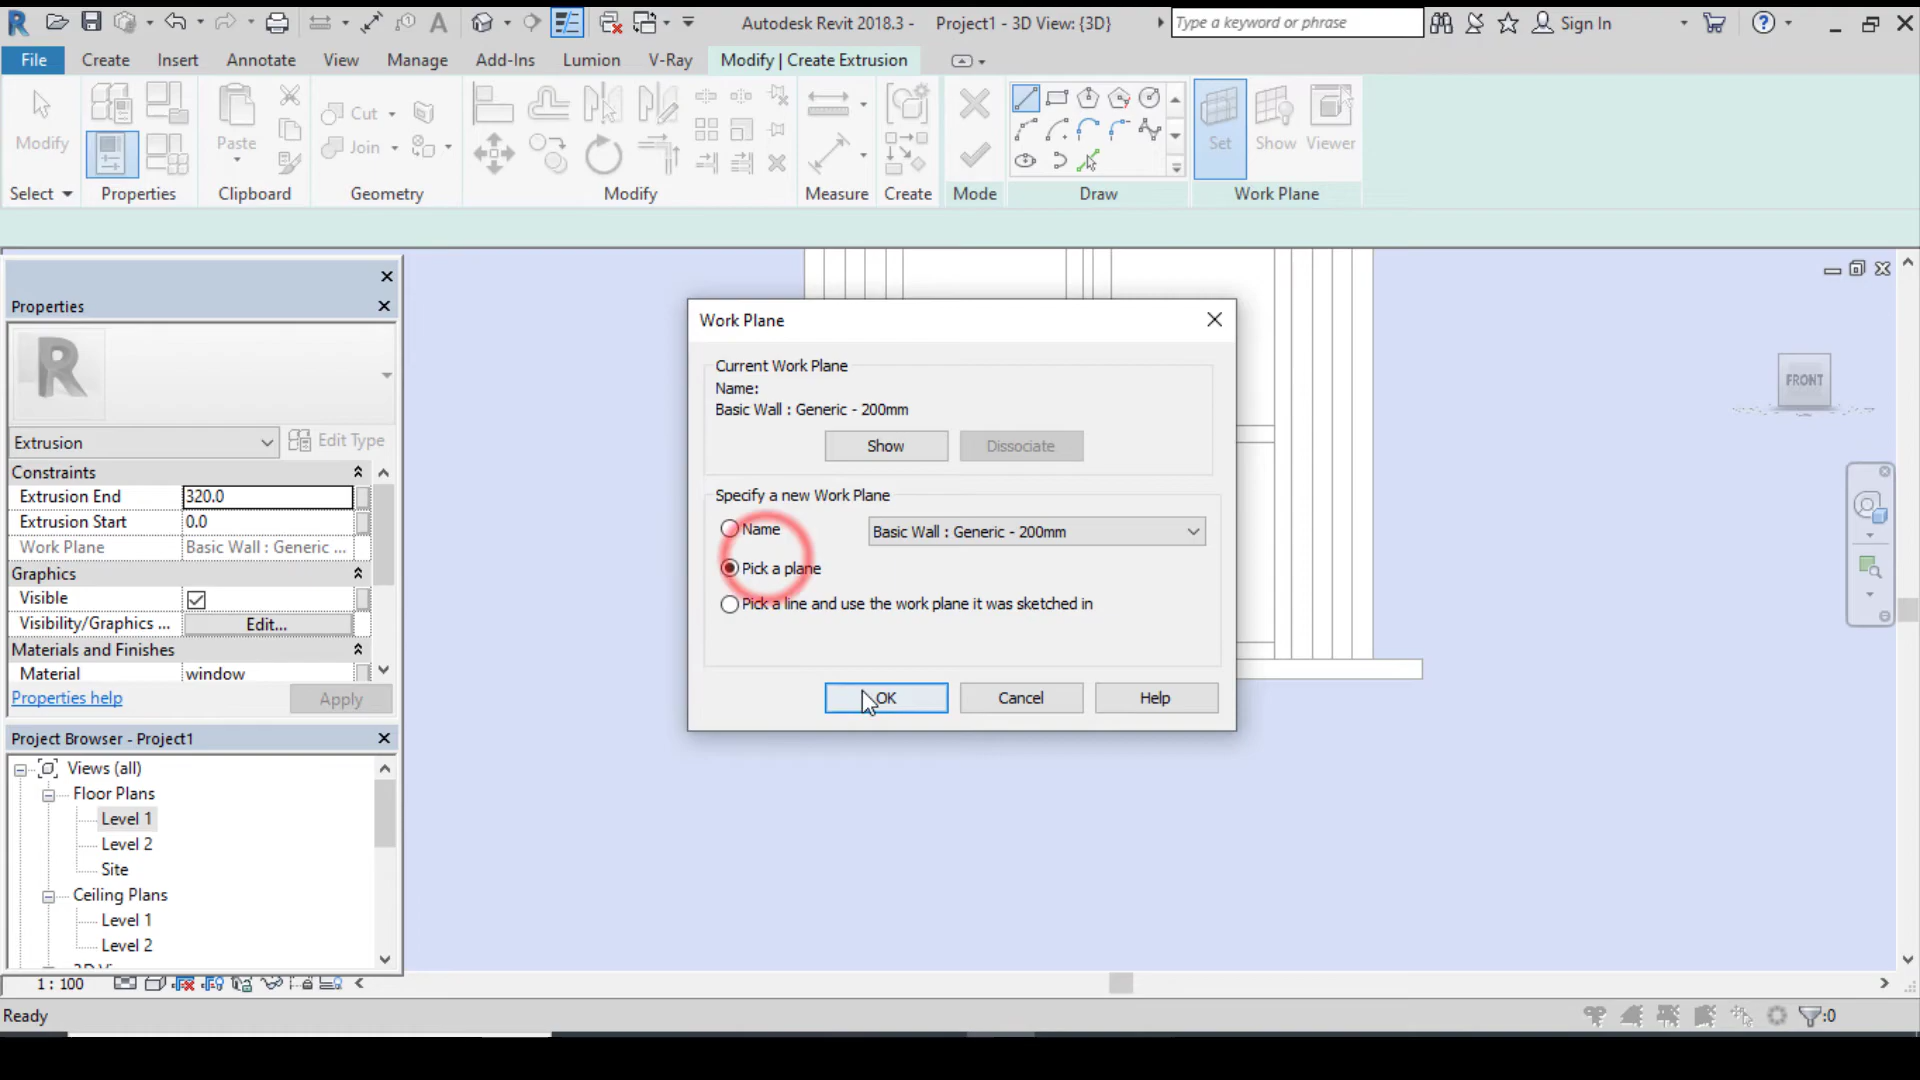 Autodesk Revit 2018.3 - Project1 - 3D View: {3D}
Type a keyword or phrase
Sign In
File Create Insert Annotate View Manage Add-Ins Lumion V-Ray Modify | Create Extrusion
Modify
Paste
Cut
Join
Set
Show
Viewer
Select Properties Clipboard Geometry Modify Measure Create Mode Draw Work Plane
Properties
R
Extrusion
Edit Type
Constraints
Extrusion End 320.0
Extrusion Start 0.0
Work Plane Basic Wall : Generic ...
Graphics
Visible
Visibility/Graphics ... Edit...
Materials and Finishes
Material window
Properties help
Apply
Project Browser - Project1
Views (all)
Floor Plans
Level 1
Level 2
Site
Ceiling Plans
Level 1
Level 2
Work Plane
Current Work Plane
Name:
Basic Wall : Generic - 200mm
Show
Dissociate
Specify a new Work Plane
Name
Basic Wall : Generic - 200mm
Pick a plane
Pick a line and use the work plane it was sketched in
OK
Cancel
Help
FRONT
1 : 100
Ready
:0